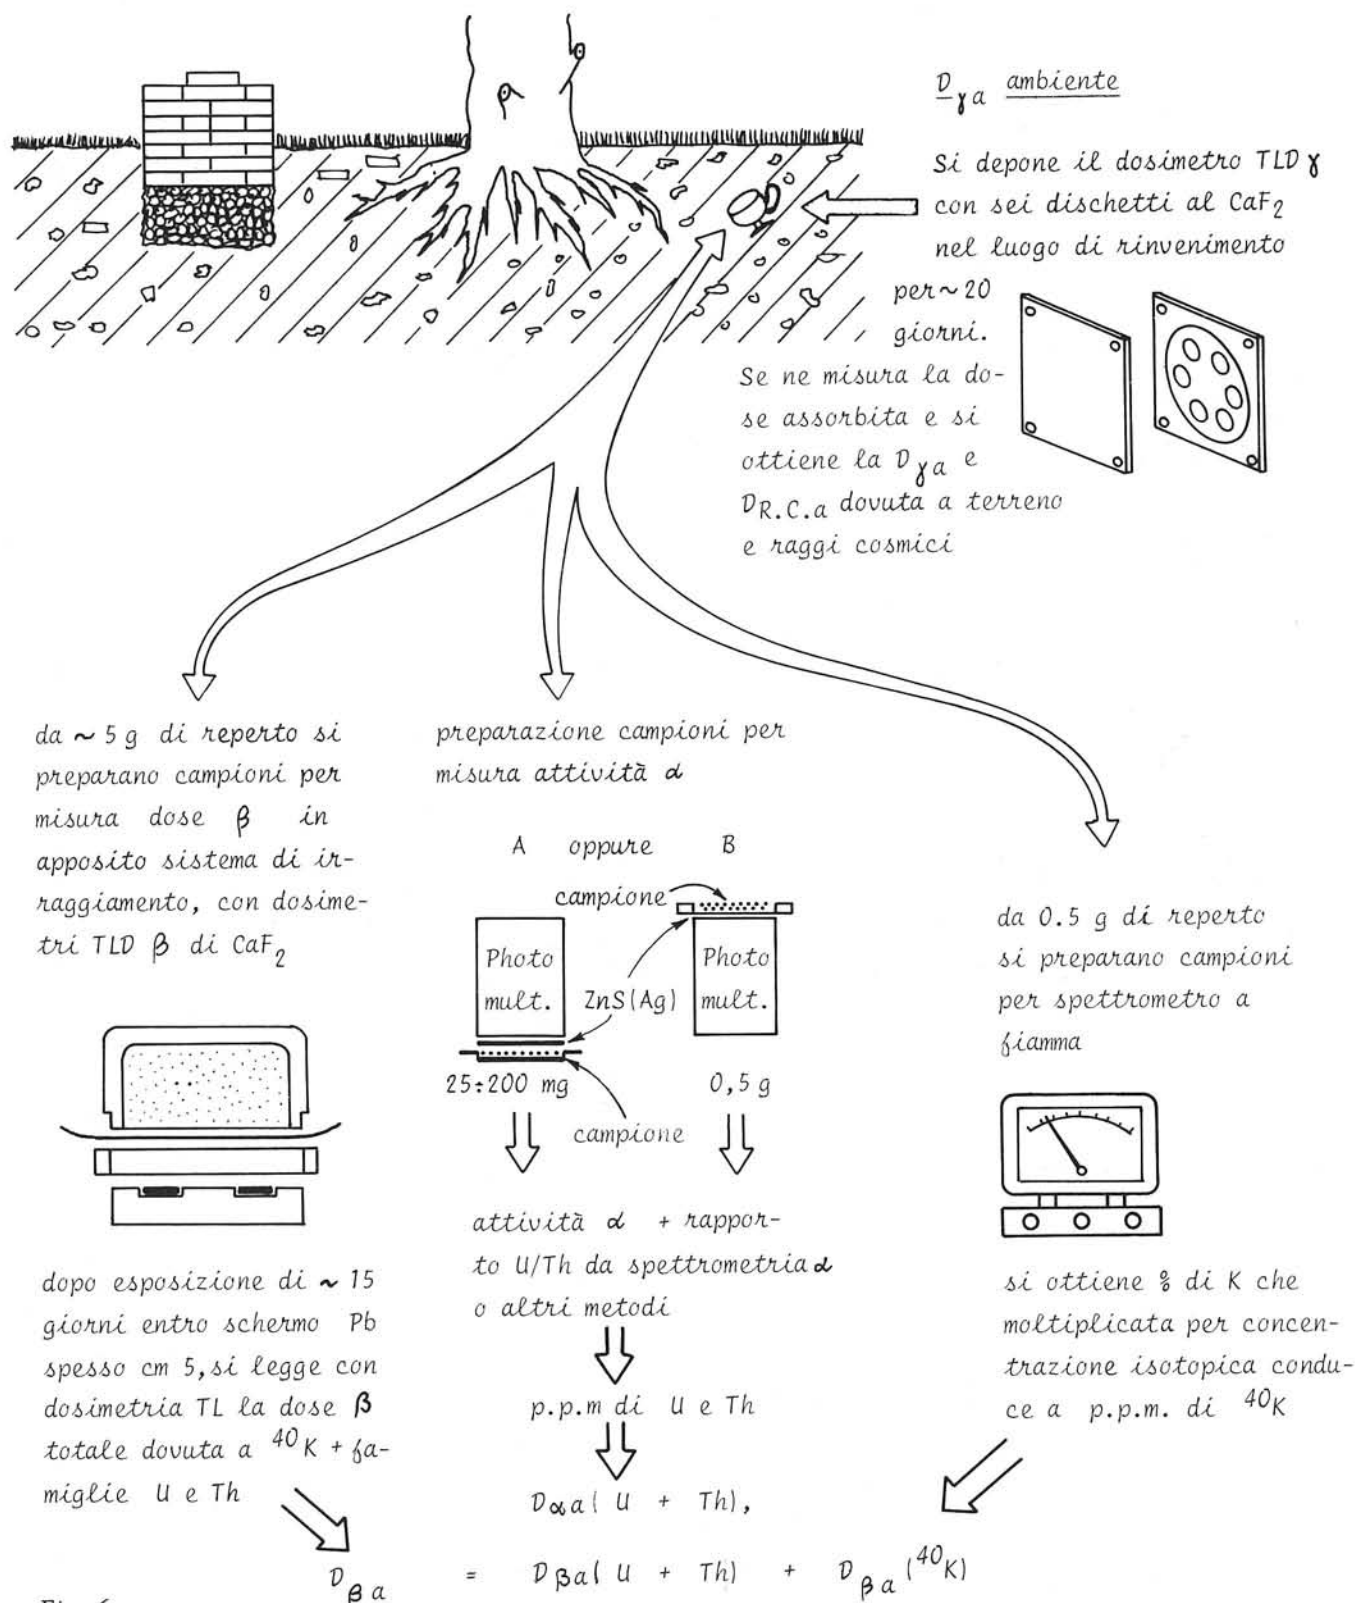 D γa ambiente
Si depone il dosimetro TLD γ
con sei dischetti al CaF2
nel luogo di rinvenimento
per ~ 20
giorni.
Se ne misura la do-
se assorbita e si
ottiene la D γa e
D R.C.a dovuta a terreno
e raggi cosmici
da ~ 5 g di reperto si
preparano campioni per
misura dose β in
apposito sistema di ir-
raggiamento, con dosime-
tri TLD β di CaF2
dopo esposizione di ~ 15
giorni entro schermo Pb
spesso cm 5, si legge con
dosimetria TL la dose β
totale dovuta a 40K + fa-
miglie U e Th
preparazione campioni per
misura attività α
A oppure B
campione
Photo
mult.
ZnS(Ag)
Photo
mult.
25÷200 mg
0,5 g
campione
attività α + rappor-
to U/Th da spettrometria α
o altri metodi
p.p.m di U e Th
Dαa( U + Th),
da 0.5 g di reperto
si preparano campioni
per spettrometro a
fiamma
si ottiene % di K che
moltiplicata per concen-
trazione isotopica condu-
ce a p.p.m. di 40K
D βa = Dβa( U + Th) + D βa (40K)